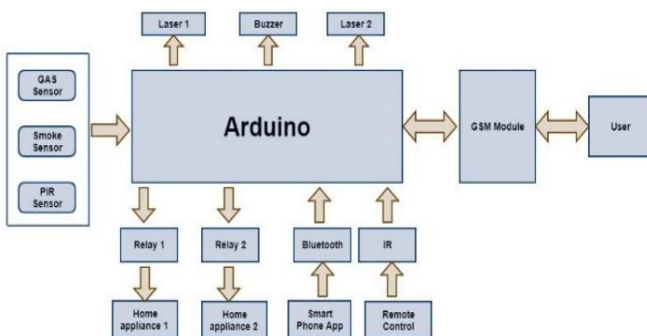 Laser 1
Buzzer
Laser 2
GAS
Sensor
Smoke
Sensor
PIR
Sensor
Arduino
GSM Module
User
Relay 1
Relay 2
Bluetooth
IR
Home
appliance 1
Home
appliance 2
Smart
Phone App
Remote
Control